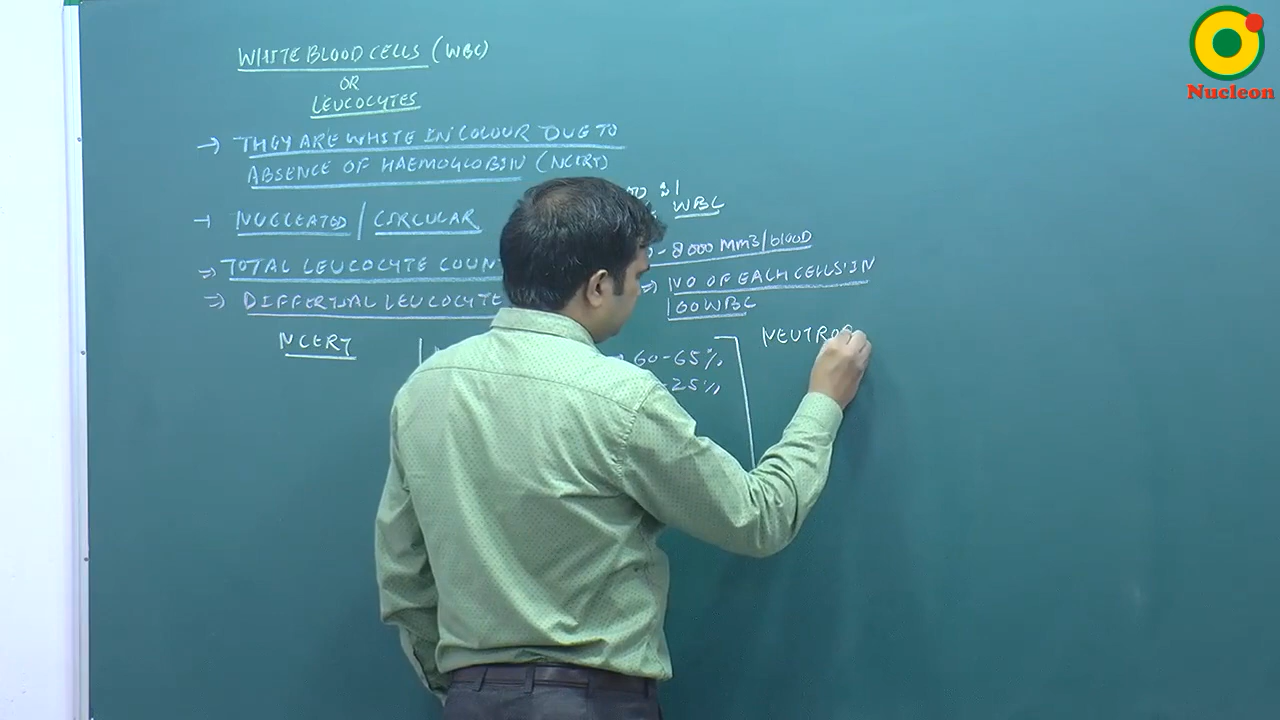 WHITE BLOOD CELLS (WBC)
OR
LEUCOCYTES
→ THEY ARE WHITE IN COLOUR DUE TO
ABSENCE OF HAEMOGLOBIN (NCERT)
→ NUCLEATED / CIRCULAR
WBC
⇒ TOTAL LEUCOCYTE COUN
- 8000 MM3/BLOOD
⇒ DIFFERTIAL LEUCOCYTE
⇒ NO OF EACH CELLS IN
100 WBC
NCERT
60-65%
-25%
NEUTROP
Nucleon